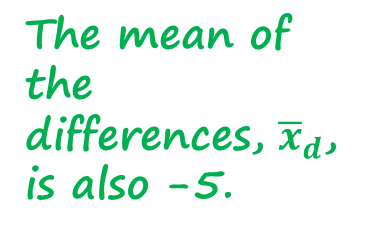 The mean of
the
differences, x̅d,
is also -5.